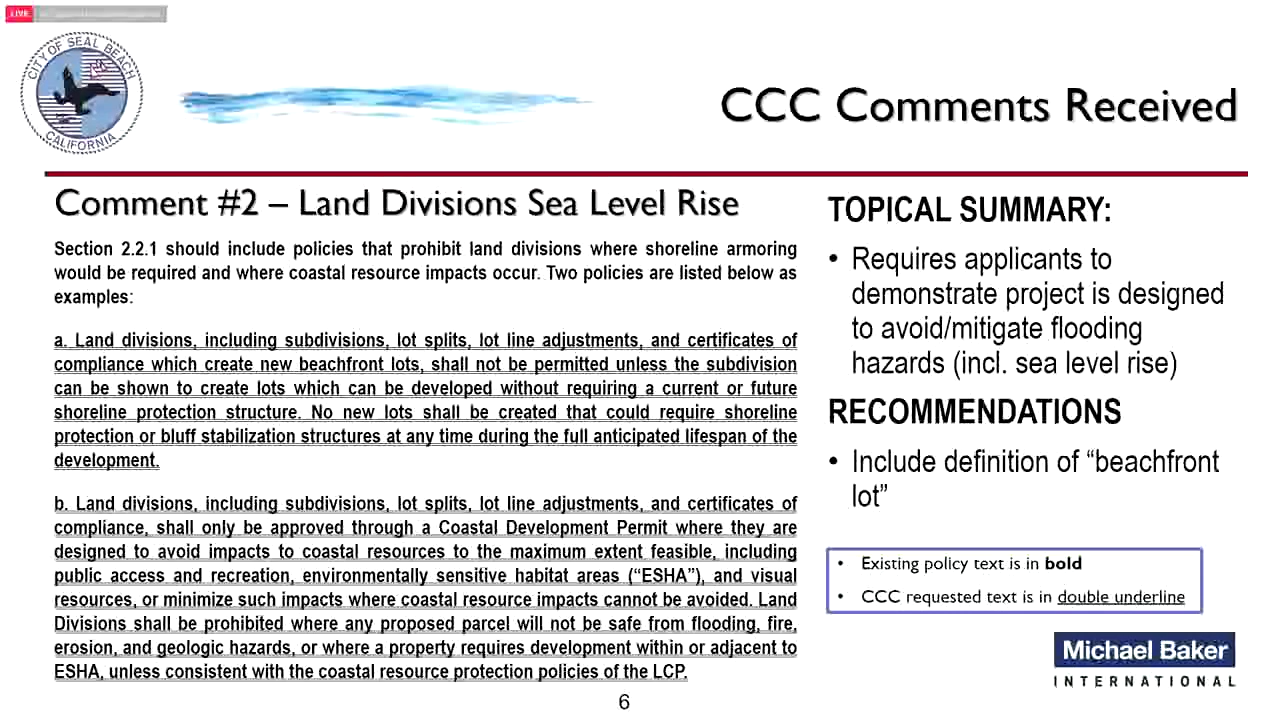 LIVE
CITY OF SEAL BEACH
CALIFORNIA
CCC Comments Received
Comment #2 – Land Divisions Sea Level Rise
Section 2.2.1 should include policies that prohibit land divisions where shoreline armoring
would be required and where coastal resource impacts occur. Two policies are listed below as
examples:
a. Land divisions, including subdivisions, lot splits, lot line adjustments, and certificates of
compliance which create new beachfront lots, shall not be permitted unless the subdivision
can be shown to create lots which can be developed without requiring a current or future
shoreline protection structure. No new lots shall be created that could require shoreline
protection or bluff stabilization structures at any time during the full anticipated lifespan of the
development.
b. Land divisions, including subdivisions, lot splits, lot line adjustments, and certificates of
compliance, shall only be approved through a Coastal Development Permit where they are
designed to avoid impacts to coastal resources to the maximum extent feasible, including
public access and recreation, environmentally sensitive habitat areas (“ESHA”), and visual
resources, or minimize such impacts where coastal resource impacts cannot be avoided. Land
Divisions shall be prohibited where any proposed parcel will not be safe from flooding, fire,
erosion, and geologic hazards, or where a property requires development within or adjacent to
ESHA, unless consistent with the coastal resource protection policies of the LCP.
TOPICAL SUMMARY:
• Requires applicants to
demonstrate project is designed
to avoid/mitigate flooding
hazards (incl. sea level rise)
RECOMMENDATIONS
• Include definition of “beachfront
lot”
• Existing policy text is in bold
• CCC requested text is in double underline
Michael Baker
INTERNATIONAL
6